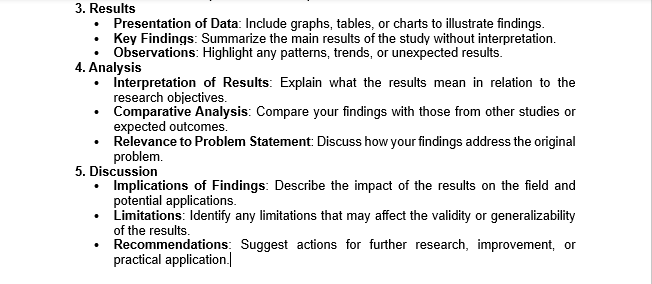 3. Results
• Presentation of Data: Include graphs, tables, or charts to illustrate findings.
• Key Findings: Summarize the main results of the study without interpretation.
• Observations: Highlight any patterns, trends, or unexpected results.
4. Analysis
• Interpretation of Results: Explain what the results mean in relation to the
research objectives.
• Comparative Analysis: Compare your findings with those from other studies or
expected outcomes.
• Relevance to Problem Statement: Discuss how your findings address the original
problem.
5. Discussion
• Implications of Findings: Describe the impact of the results on the field and
potential applications.
• Limitations: Identify any limitations that may affect the validity or generalizability
of the results.
• Recommendations: Suggest actions for further research, improvement, or
practical application.